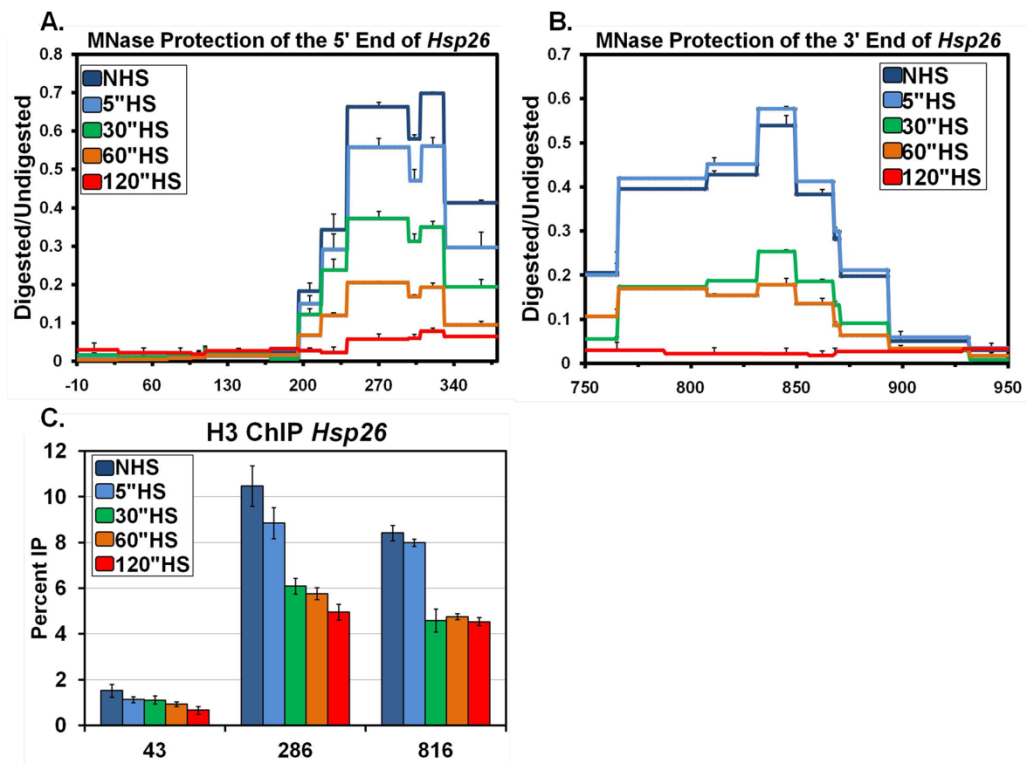 A.
MNase Protection of the 5' End of Hsp26
Digested/Undigested
0.8
0.7
0.6
0.5
0.4
0.3
0.2
0.1
0
NHS
5"HS
30"HS
60"HS
120"HS
-10 60 130 200 270 340
B.
MNase Protection of the 3' End of Hsp26
Digested/Undigested
0.7
0.6
0.5
0.4
0.3
0.2
0.1
0
NHS
5"HS
30"HS
60"HS
120"HS
750 800 850 900 950
C.
H3 ChIP Hsp26
Percent IP
12
10
8
6
4
2
0
NHS
5"HS
30"HS
60"HS
120"HS
43 286 816